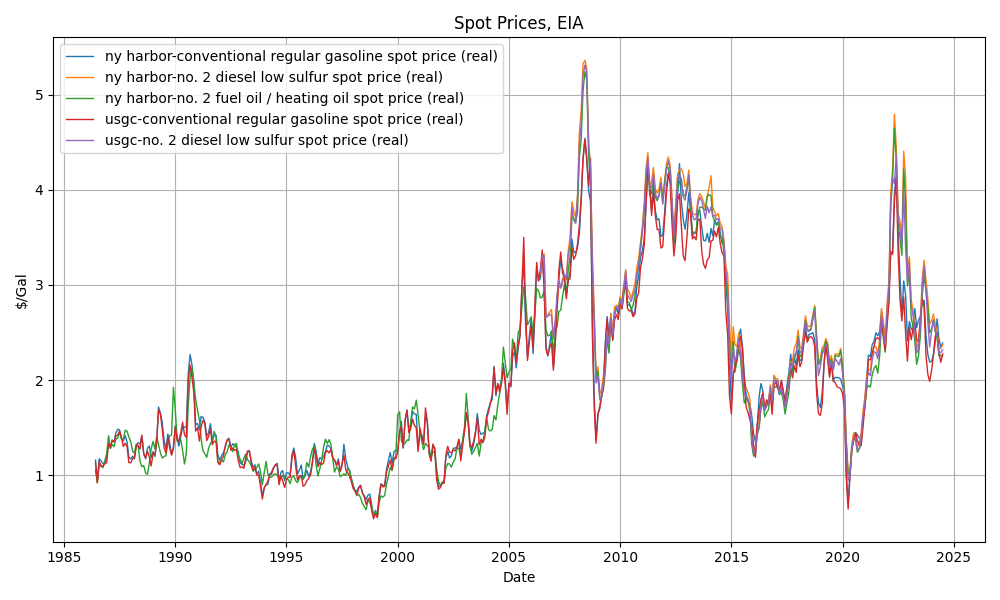 Spot Prices, EIA
ny harbor-conventional regular gasoline spot price (real)
ny harbor-no. 2 diesel low sulfur spot price (real)
ny harbor-no. 2 fuel oil / heating oil spot price (real)
usgc-conventional regular gasoline spot price (real)
usgc-no. 2 diesel low sulfur spot price (real)
$/Gal
5
4
3
2
1
1985 1990 1995 2000 2005 2010 2015 2020 2025
Date